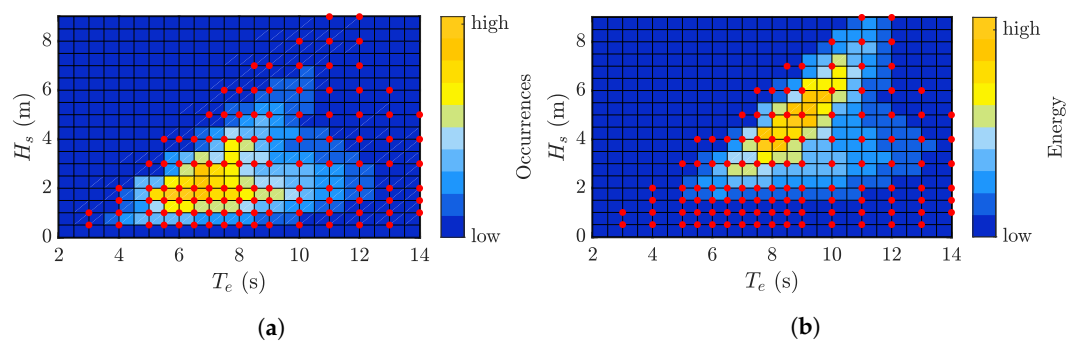 8
6
4
2
0
H_s (m)
2 4 6 8 10 12 14
T_e (s)
high
low
Occurrences
(a)
8
6
4
2
0
H_s (m)
2 4 6 8 10 12 14
T_e (s)
high
low
Energy
(b)